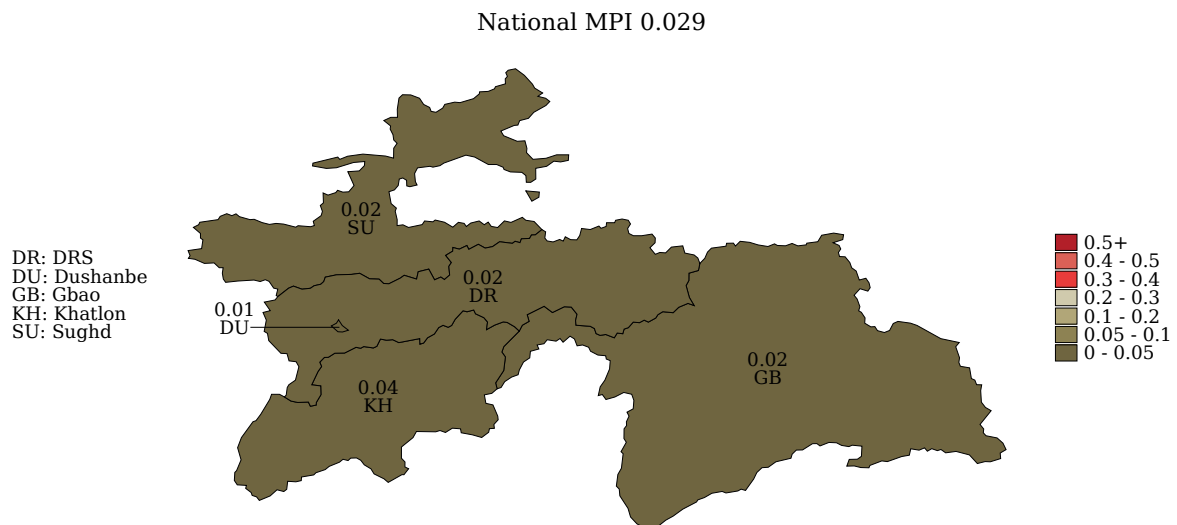 National MPI 0.029
0.02
SU
DR: DRS
DU: Dushanbe
GB: Gbao
KH: Khatlon
SU: Sughd
0.02
DR
0.01
DU
0.04
KH
0.02
GB
0.5+
0.4 - 0.5
0.3 - 0.4
0.2 - 0.3
0.1 - 0.2
0.05 - 0.1
0 - 0.05